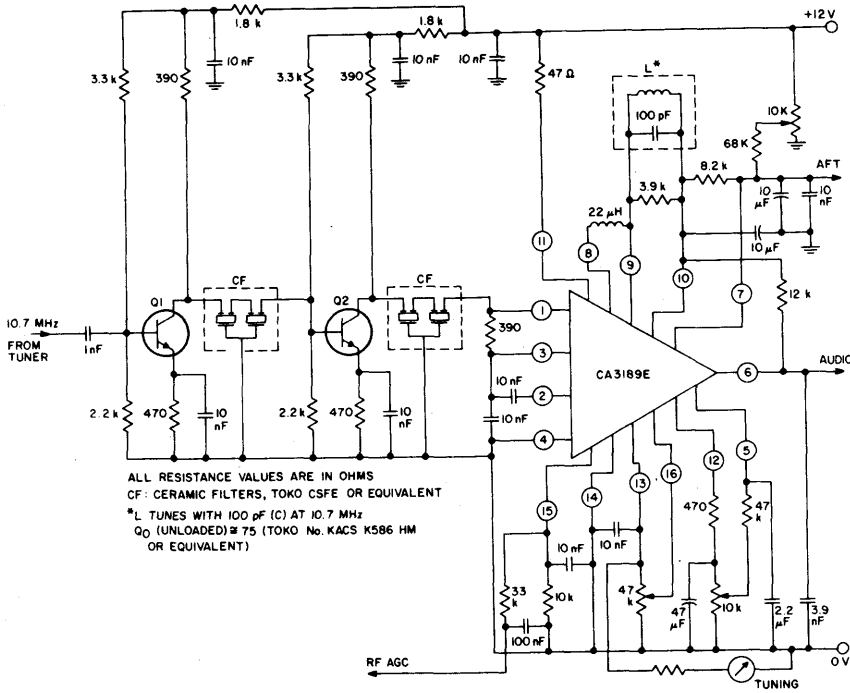 1.8 k
1.8 k
+12 V
10 nF
10 nF
10 nF
3.3 k
390
3.3 k
390
47 Ω
L*
100 pF
10K
68K
8.2 k
AFT
3.9 k
10 µF
10 nF
22 µH
10 µF
11
8
9
10
7
12 k
CF
CF
Q1
Q2
10.7 MHz
FROM
TUNER
1nF
390
1
3
2
4
CA3189E
6
AUDIO
10 nF
10 nF
2.2 k
470
10 nF
2.2 k
470
10 nF
ALL RESISTANCE VALUES ARE IN OHMS
CF: CERAMIC FILTERS, TOKO CSFE OR EQUIVALENT
*L TUNES WITH 100 pF (C) AT 10.7 MHz
QO (UNLOADED) ≅ 75 (TOKO No. KACS K586 HM
OR EQUIVALENT)
15
14
13
16
12
5
10 nF
10 nF
470
47 k
33 k
10 k
47 k
47 µF
10 k
2.2 µF
3.9 nF
100 nF
RF AGC
0 V
TUNING